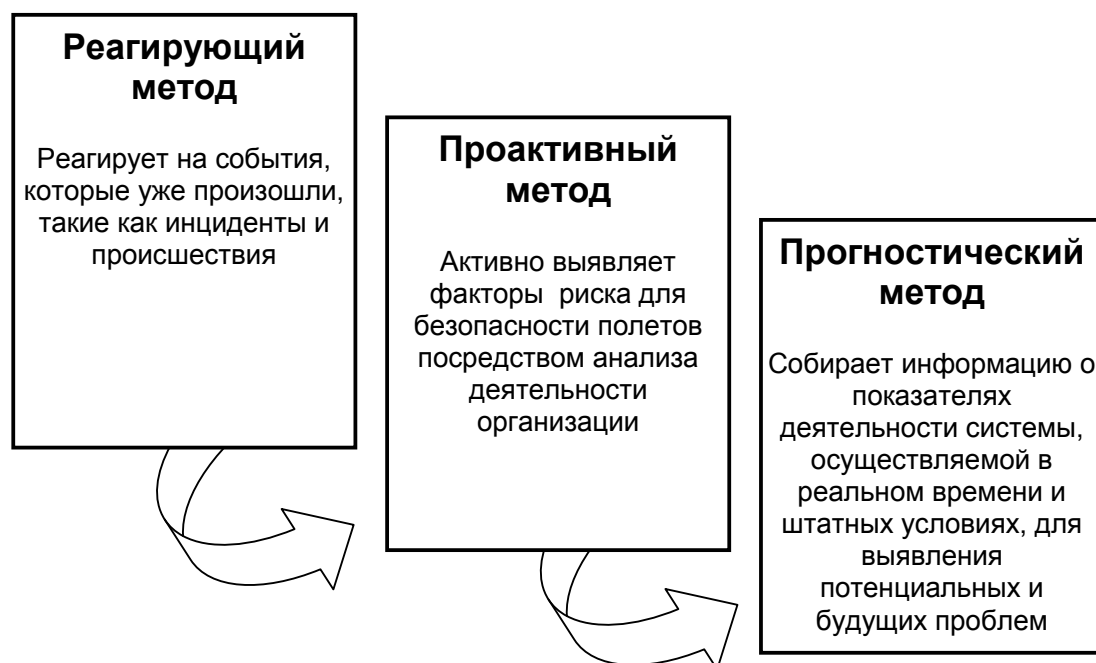 Реагирующий
метод
Реагирует на события,
которые уже произошли,
такие как инциденты и
происшествия
Проактивный
метод
Активно выявляет
факторы риска для
безопасности полетов
посредством анализа
деятельности
организации
Прогностический
метод
Собирает информацию о
показателях
деятельности системы,
осуществляемой в
реальном времени и
штатных условиях, для
выявления
потенциальных и
будущих проблем